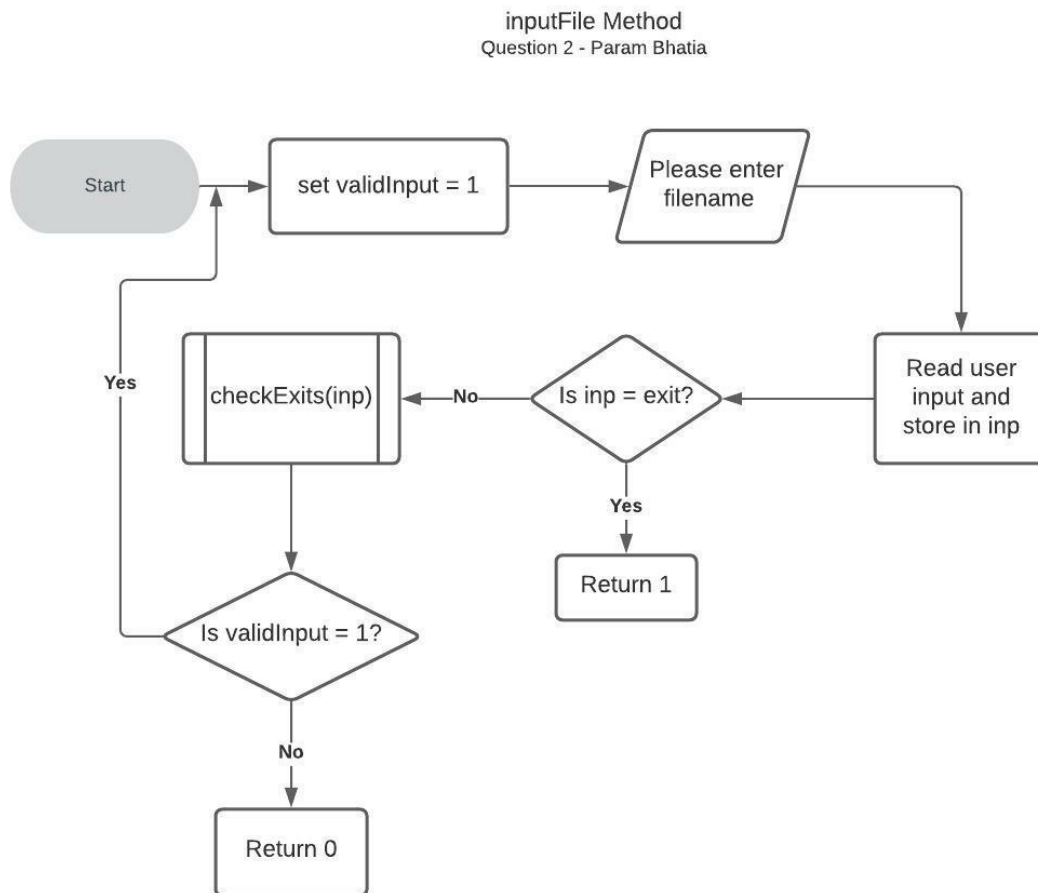 inputFile Method
Question 2 - Param Bhatia
Start
set validInput = 1
Please enter
filename
Read user
input and
store in inp
Is inp = exit?
No
checkExits(inp)
Yes
Yes
Return 1
Is validInput = 1?
No
Return 0